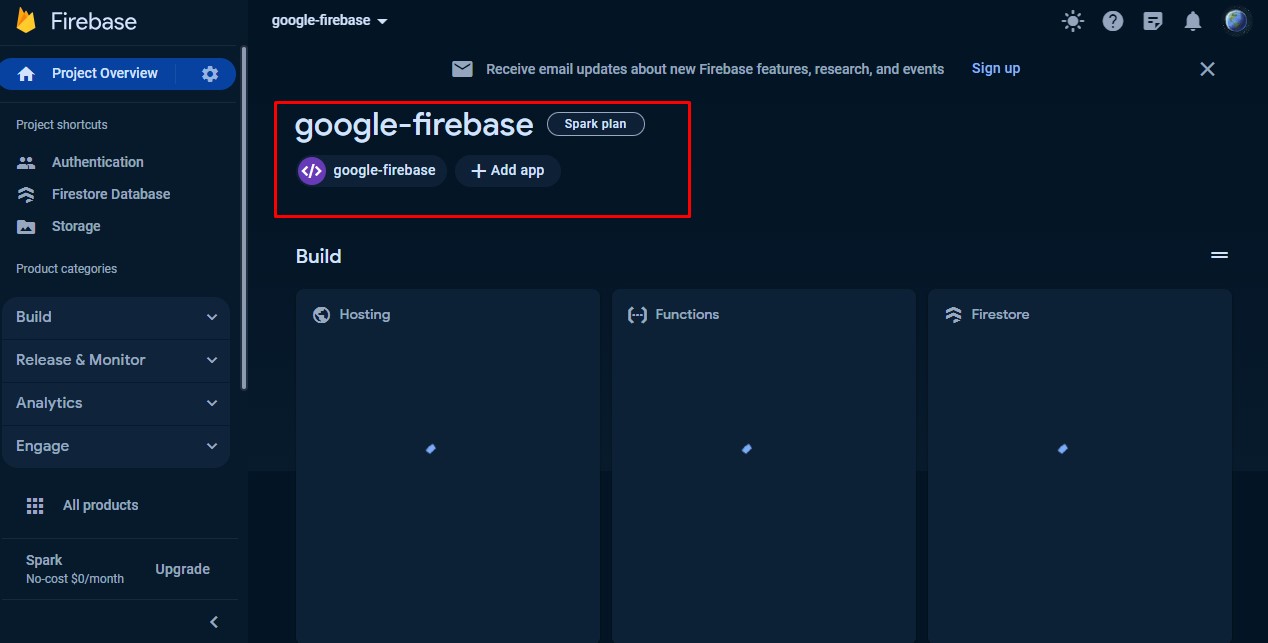 Firebase
google-firebase
Receive email updates about new Firebase features, research, and events Sign up
Project Overview
Project shortcuts
Authentication
Firestore Database
Storage
Product categories
Build
Release & Monitor
Analytics
Engage
All products
Spark
No-cost $0/month
Upgrade
google-firebase Spark plan
google-firebase Add app
Build
Hosting
Functions
Firestore